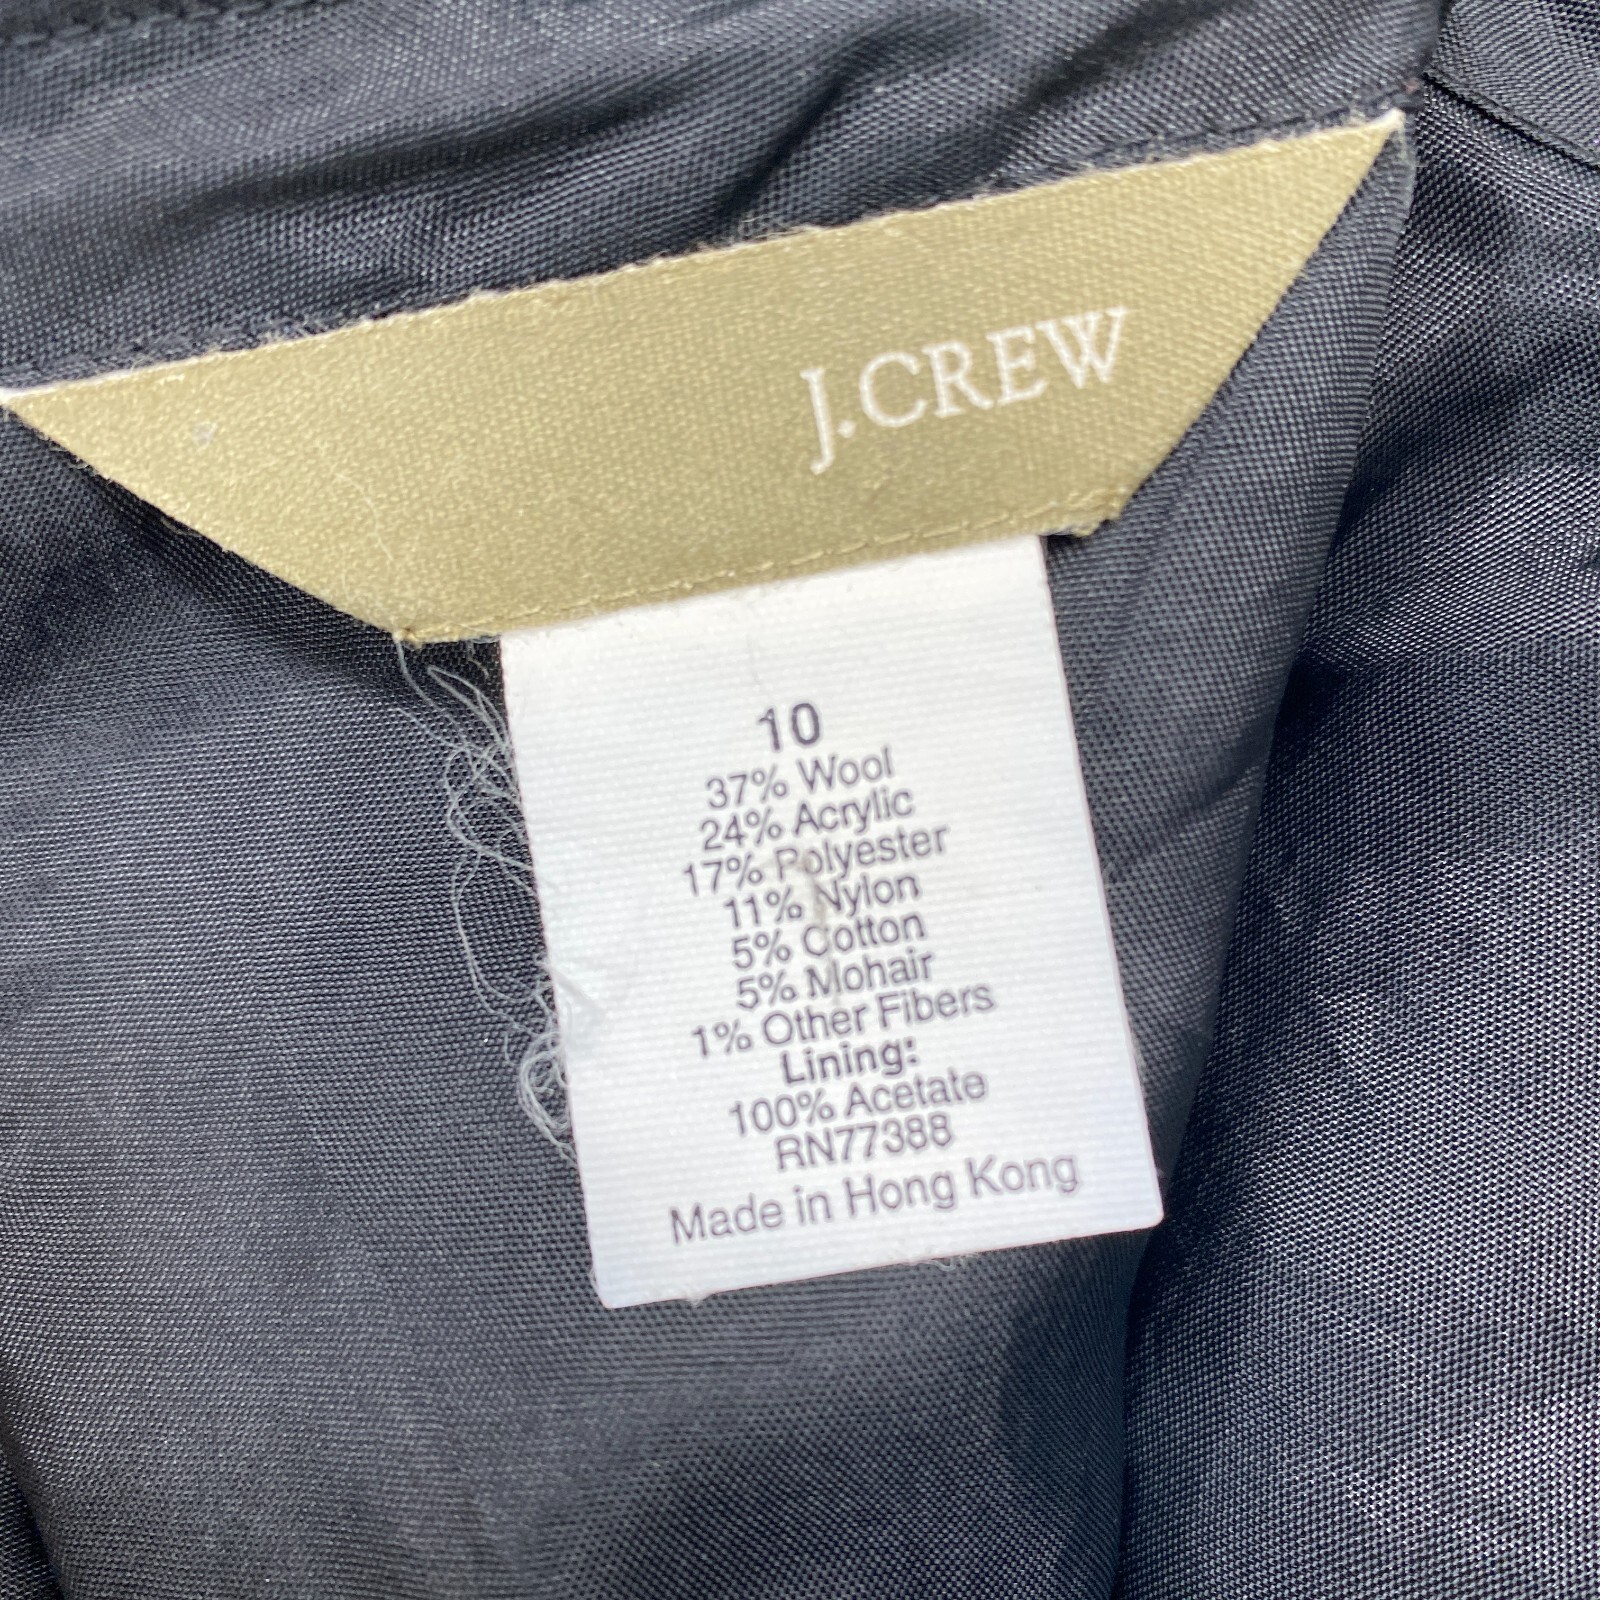 J.CREW
10
37% Wool
24% Acrylic
17% Polyester
11% Nylon
5% Cotton
5% Mohair
1% Other Fibers
Lining:
100% Acetate
RN77388
Made in Hong Kong